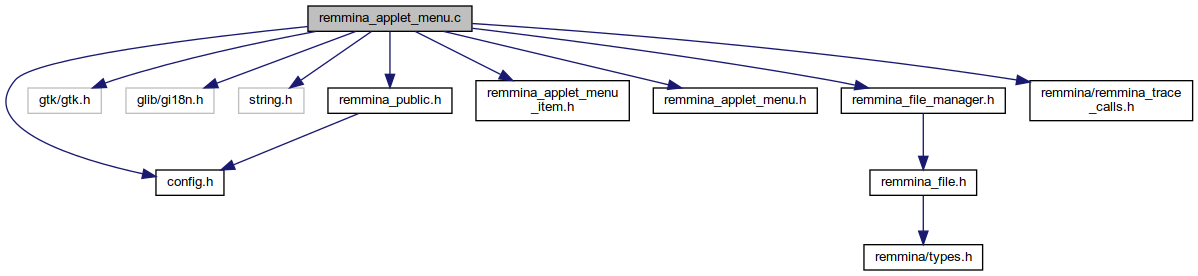 remmina_applet_menu.c
gtk/gtk.h
glib/gi18n.h
string.h
remmina_public.h
remmina_applet_menu
_item.h
remmina_applet_menu.h
remmina_file_manager.h
remmina/remmina_trace
_calls.h
config.h
remmina_file.h
remmina/types.h